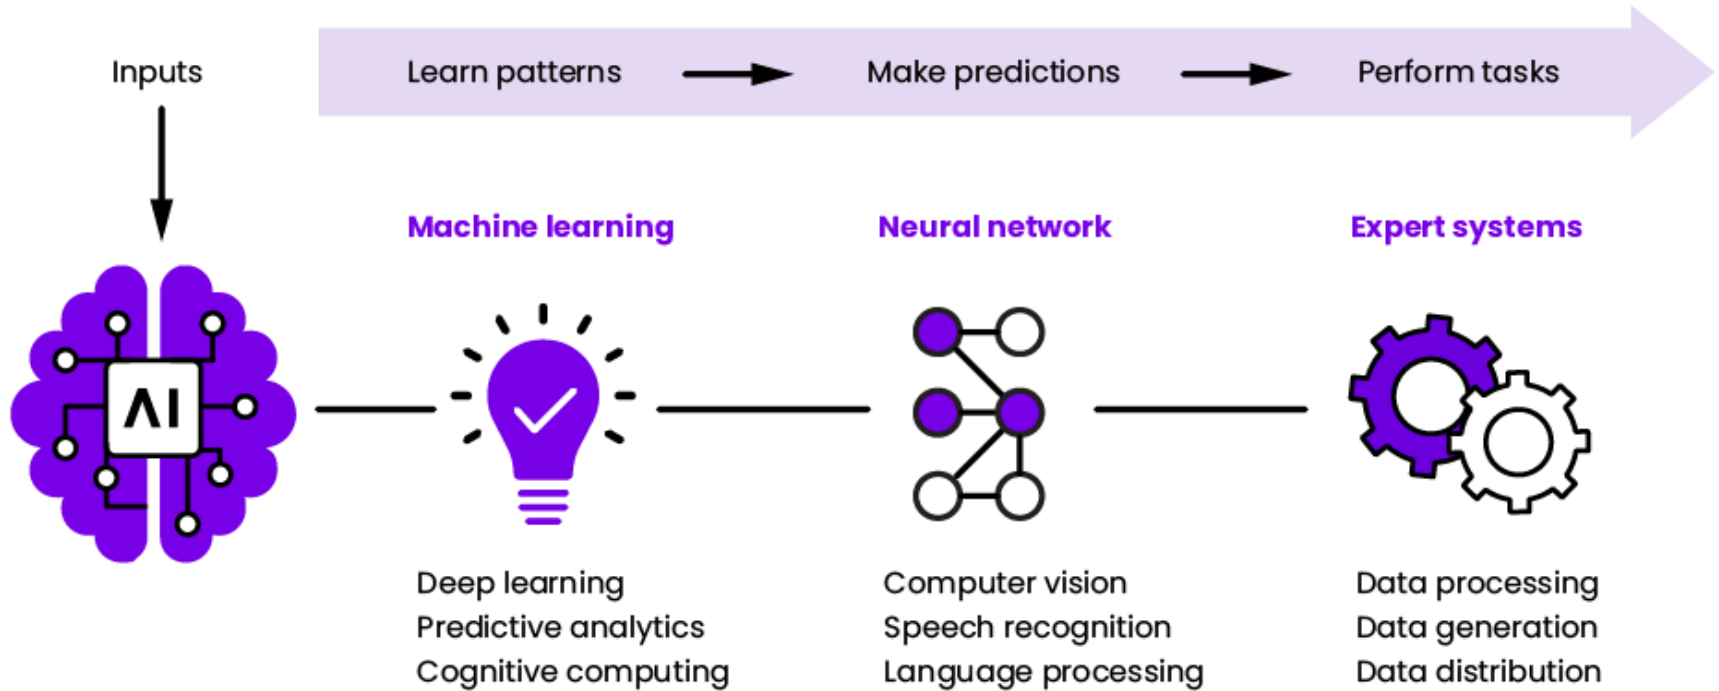 Inputs
Learn patterns
Make predictions
Perform tasks
Machine learning
Neural network
Expert systems
AI
Deep learning
Predictive analytics
Cognitive computing
Computer vision
Speech recognition
Language processing
Data processing
Data generation
Data distribution